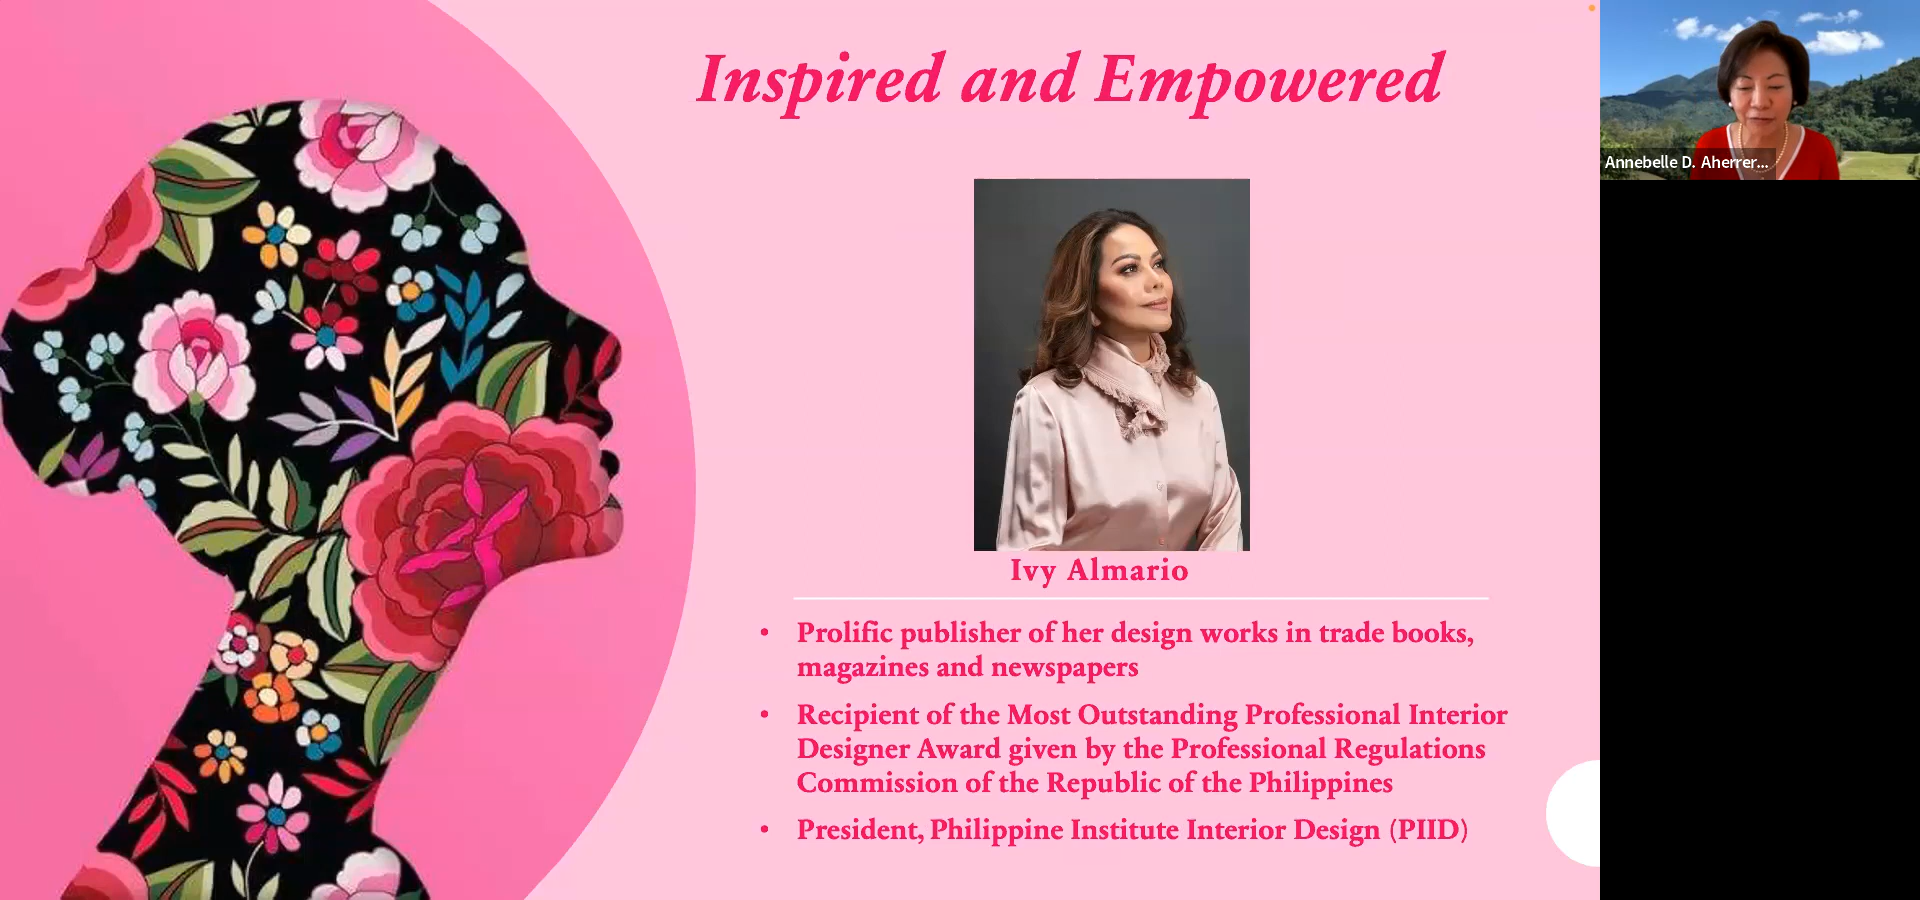 Inspired and Empowered
Annebelle D. Aherrer...
Ivy Almario
• Prolific publisher of her design works in trade books,
magazines and newspapers
• Recipient of the Most Outstanding Professional Interior
Designer Award given by the Professional Regulations
Commission of the Republic of the Philippines
• President, Philippine Institute Interior Design (PIID)